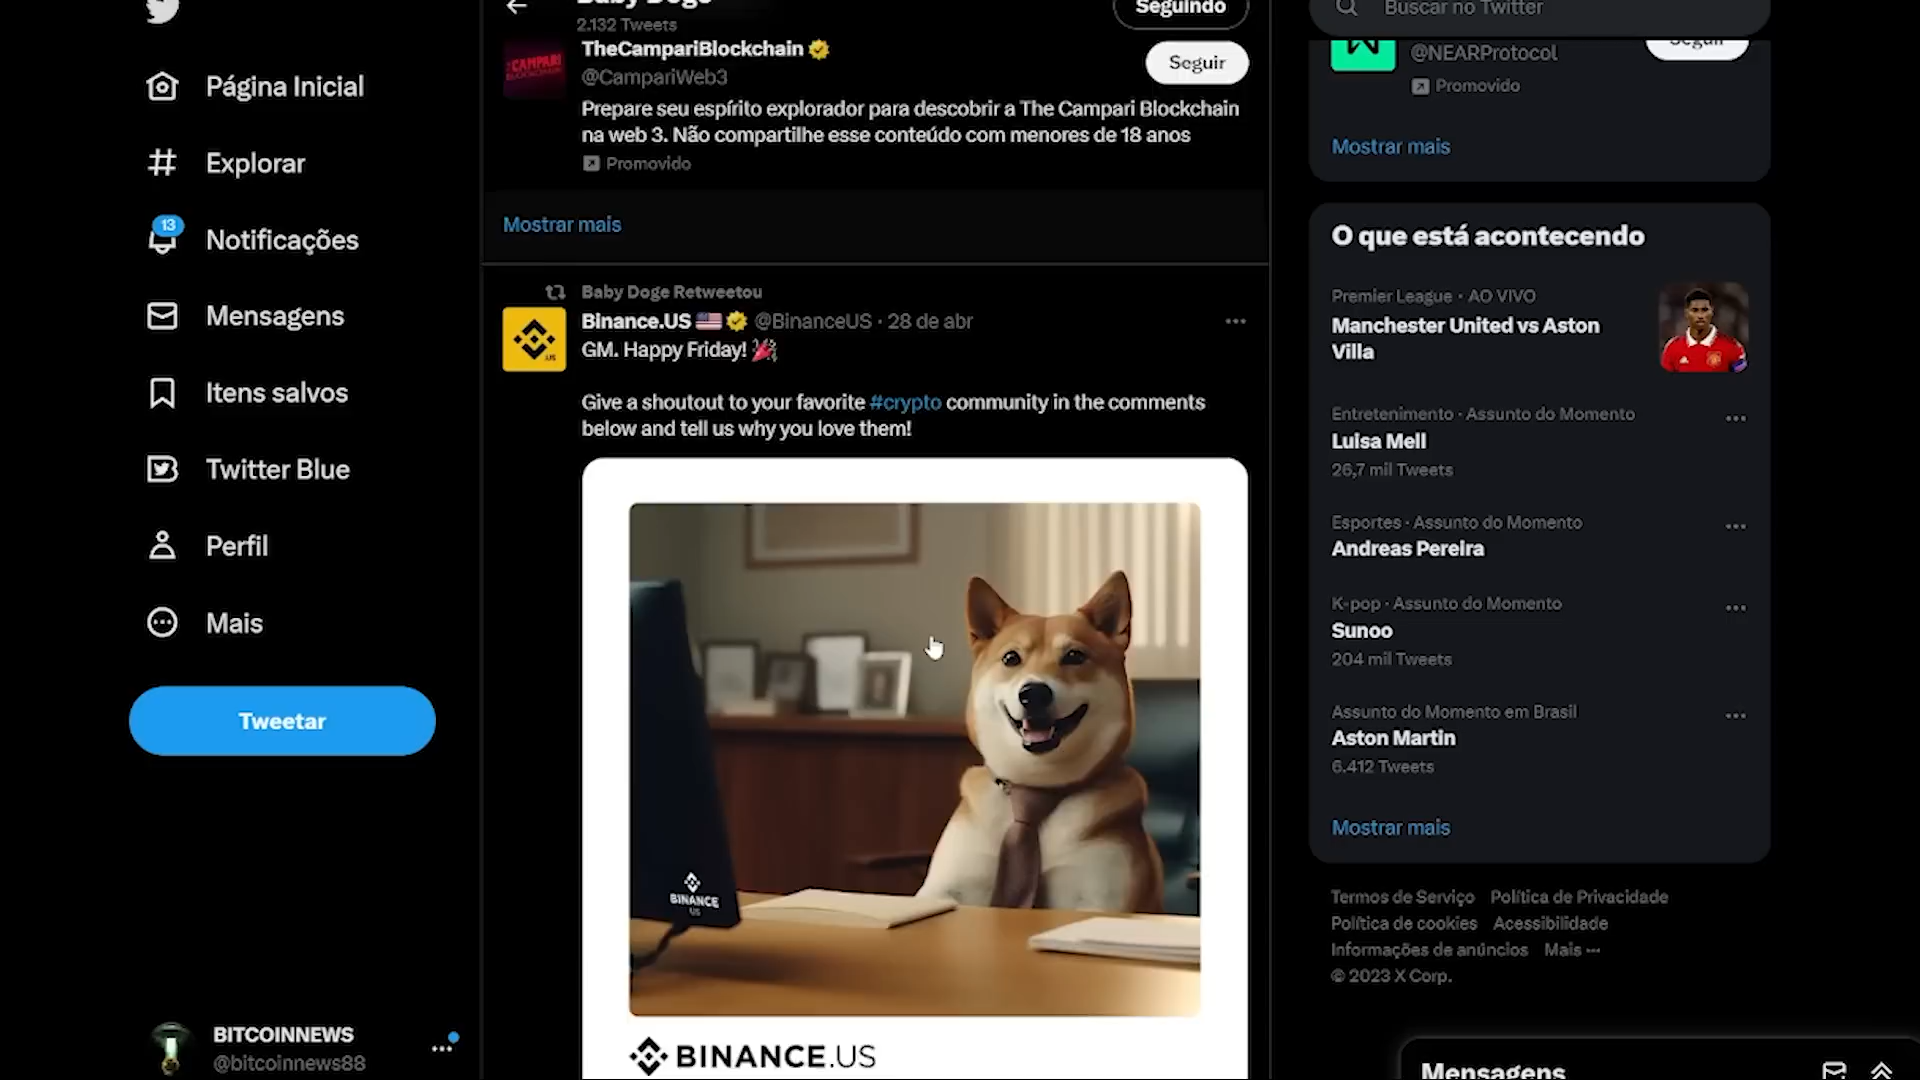 Página Inicial
Explorar
13
Notificações
Mensagens
Itens salvos
Twitter Blue
Perfil
Mais
Tweetar
BITCOINNEWS
@bitcoinnews88
Baby Doge
2.132 Tweets
Seguindo
CAMPARI
BLOCKCHAIN
TheCampariBlockchain
@CampariWeb3
Seguir
Prepare seu espírito explorador para descobrir a The Campari Blockchain
na web 3. Não compartilhe esse conteúdo com menores de 18 anos
Promovido
Mostrar mais
Baby Doge Retweetou
Binance.US @BinanceUS · 28 de abr
GM. Happy Friday!
Give a shoutout to your favorite #crypto community in the comments
below and tell us why you love them!
BINANCE
US
BINANCE.US
Buscar no Twitter
@NEARProtocol
Seguir
Promovido
Mostrar mais
O que está acontecendo
Premier League · AO VIVO
Manchester United vs Aston
Villa
Entretenimento · Assunto do Momento
Luisa Mell
26,7 mil Tweets
Esportes · Assunto do Momento
Andreas Pereira
K-pop · Assunto do Momento
Sunoo
204 mil Tweets
Assunto do Momento em Brasil
Aston Martin
6.412 Tweets
Mostrar mais
Termos de Serviço Política de Privacidade
Política de cookies Acessibilidade
Informações de anúncios Mais ···
© 2023 X Corp.
Mensagens